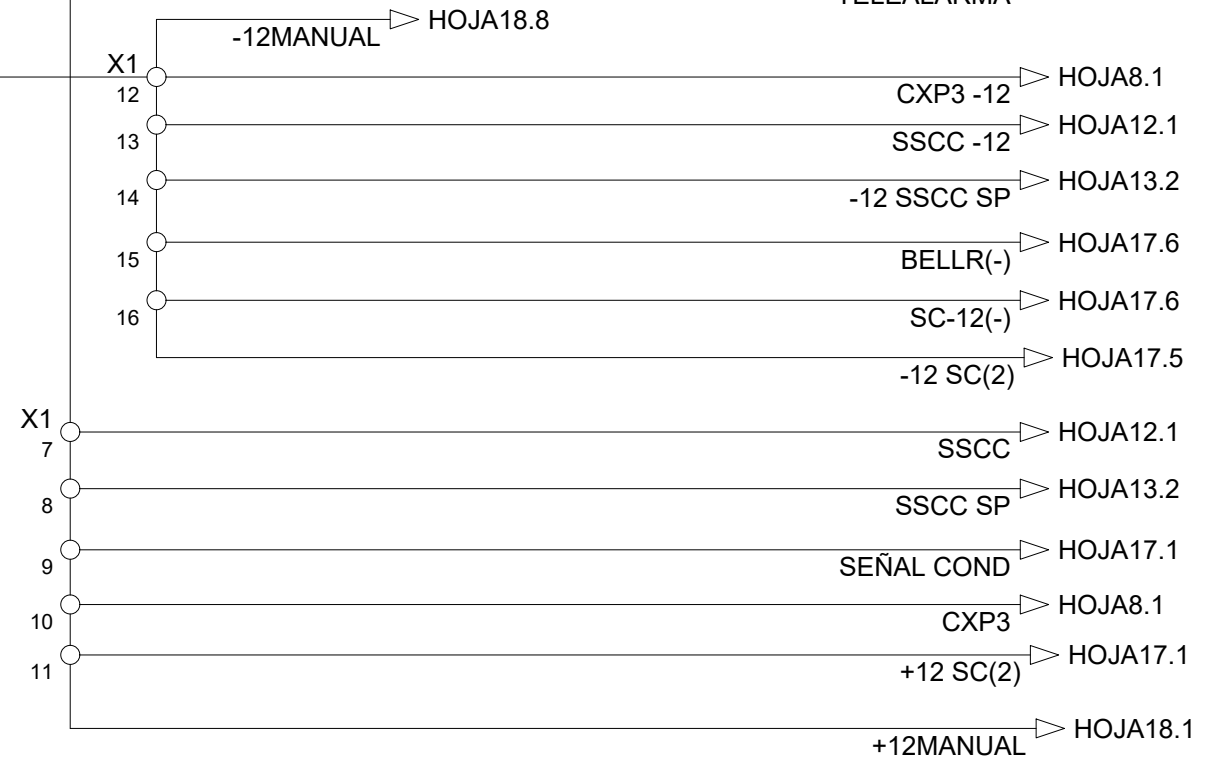 HOJA18.8
-12MANUAL
X1
12
CXP3 -12
HOJA8.1
13
SSCC -12
HOJA12.1
14
-12 SSCC SP
HOJA13.2
15
BELLR(-)
HOJA17.6
16
SC-12(-)
HOJA17.6
-12 SC(2)
HOJA17.5
X1
7
SSCC
HOJA12.1
8
SSCC SP
HOJA13.2
9
SEÑAL COND
HOJA17.1
10
CXP3
HOJA8.1
11
+12 SC(2)
HOJA17.1
+12MANUAL
HOJA18.1